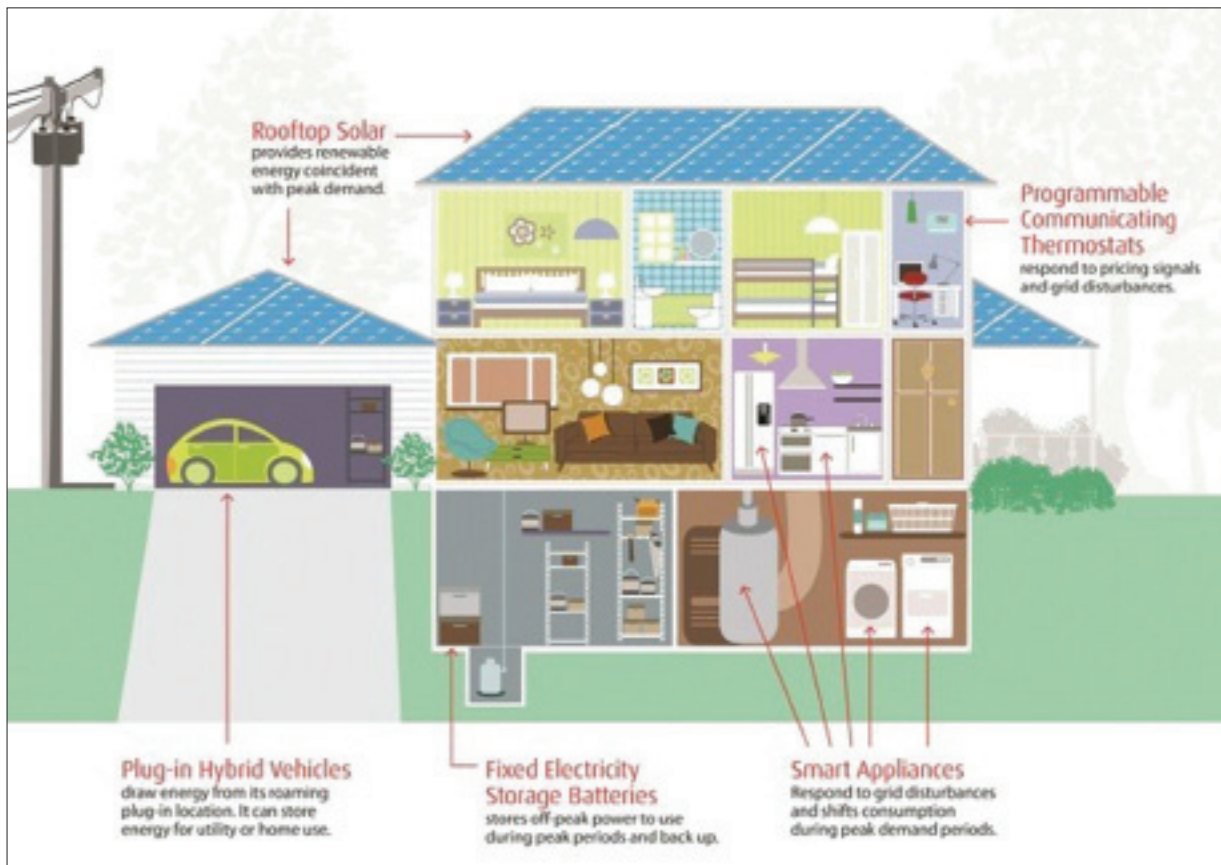 Rooftop Solar
provides renewable
energy coincident
with peak demand.
Programmable
Communicating
Thermostats
respond to pricing signals
and grid disturbances.
Plug-in Hybrid Vehicles
draw energy from its roaming
plug-in location. It can store
energy for utility or home use.
Fixed Electricity
Storage Batteries
stores off-peak power to use
during peak periods and back up.
Smart Appliances
Respond to grid disturbances
and shifts consumption
during peak demand periods.